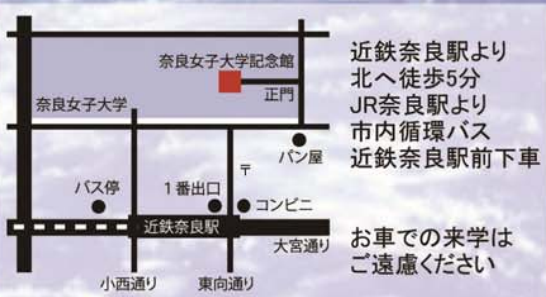 奈良女子大学記念館
正門
奈良女子大学
パン屋
〒
バス停
1番出口
コンビニ
近鉄奈良駅
大宮通り
小西通り
東向通り
近鉄奈良駅より
北へ徒歩5分
JR奈良駅より
市内循環バス
近鉄奈良駅前下車
お車での来学は
ご遠慮ください